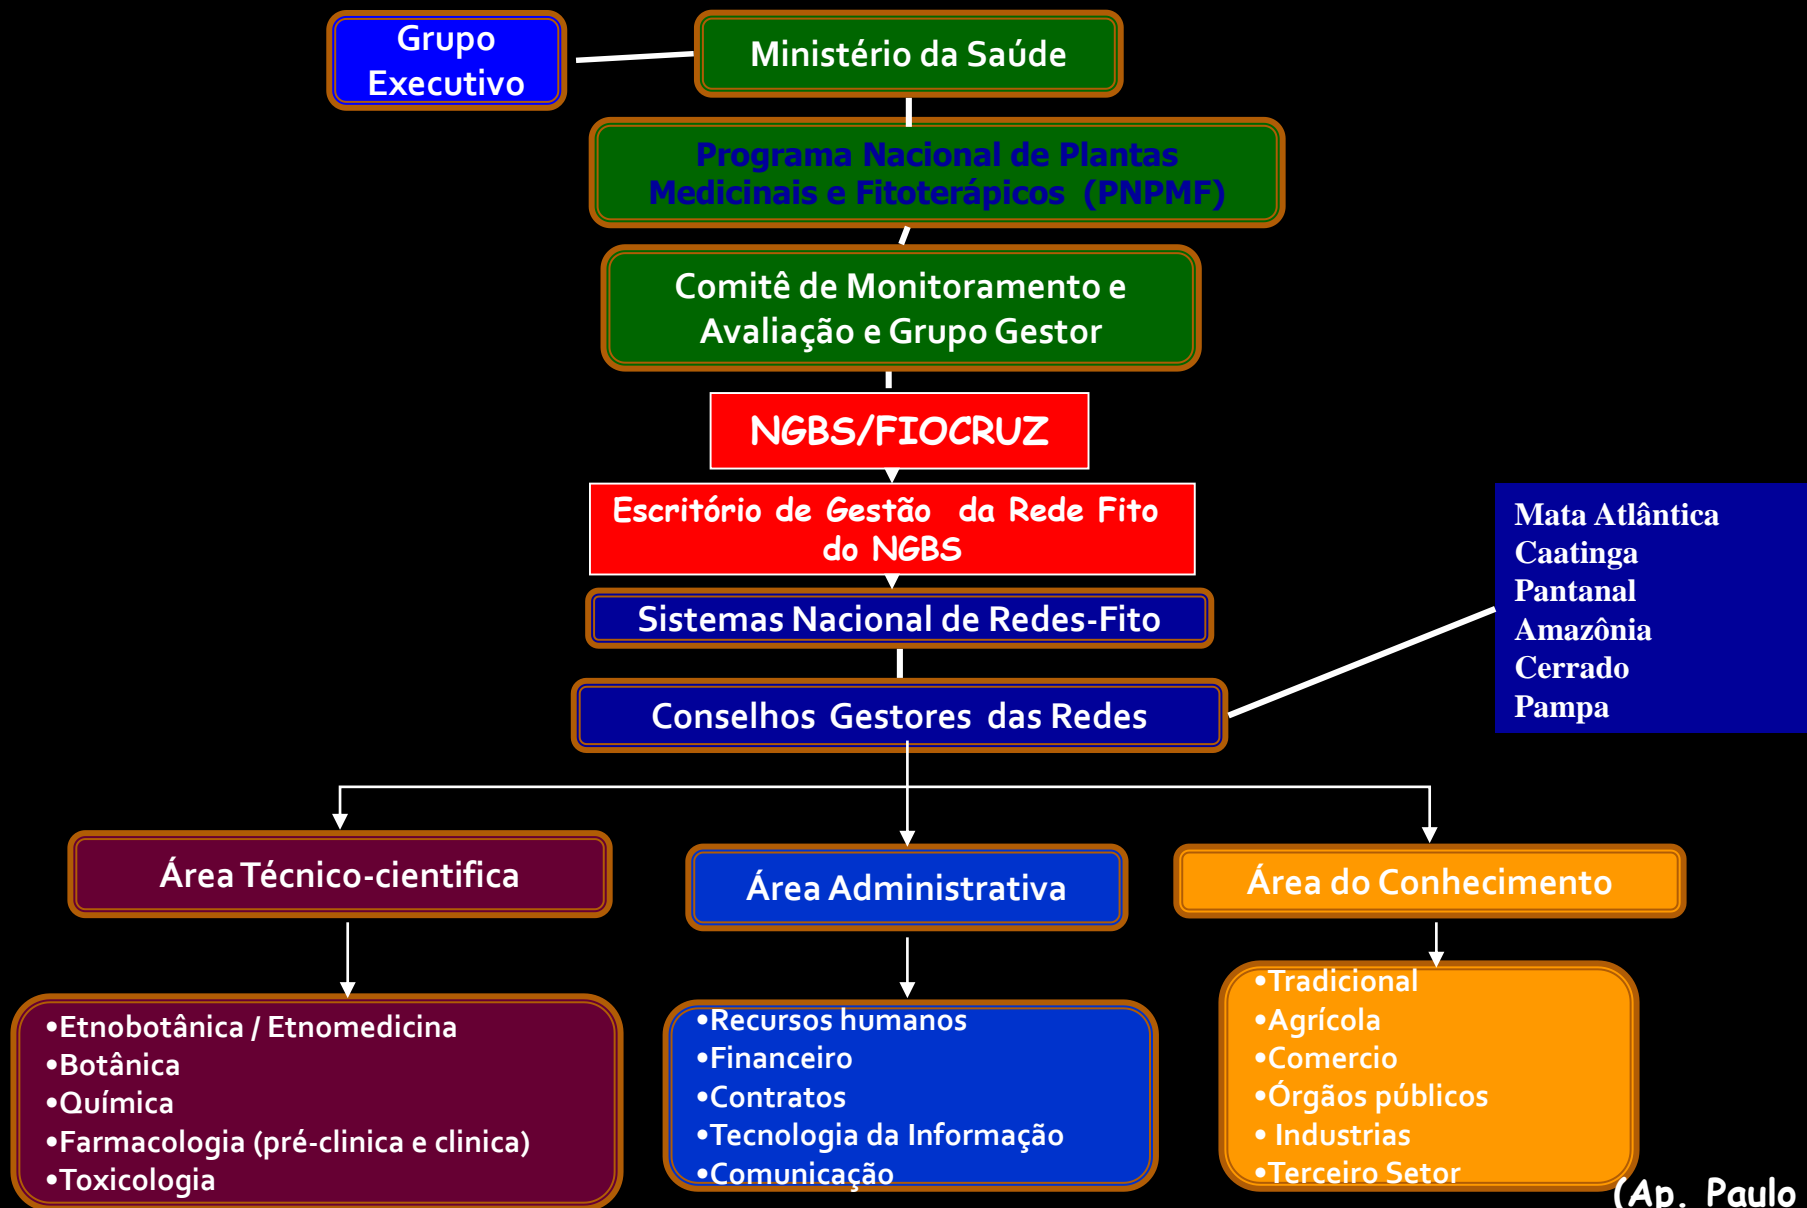 Grupo
Executivo
Ministério da Saúde
Programa Nacional de Plantas
Medicinais e Fitoterápicos (PNPMF)
Comitê de Monitoramento e
Avaliação e Grupo Gestor
NGBS/FIOCRUZ
Escritório de Gestão da Rede Fito
do NGBS
Sistemas Nacional de Redes-Fito
Conselhos Gestores das Redes
Mata Atlântica
Caatinga
Pantanal
Amazônia
Cerrado
Pampa
Área Técnico-cientifica
Área Administrativa
Área do Conhecimento
•Etnobotânica / Etnomedicina
•Botânica
•Química
•Farmacologia (pré-clinica e clinica)
•Toxicologia
•Recursos humanos
•Financeiro
•Contratos
•Tecnologia da Informação
•Comunicação
•Tradicional
•Agrícola
•Comercio
•Órgãos públicos
• Industrias
•Terceiro Setor
(Ap. Paulo